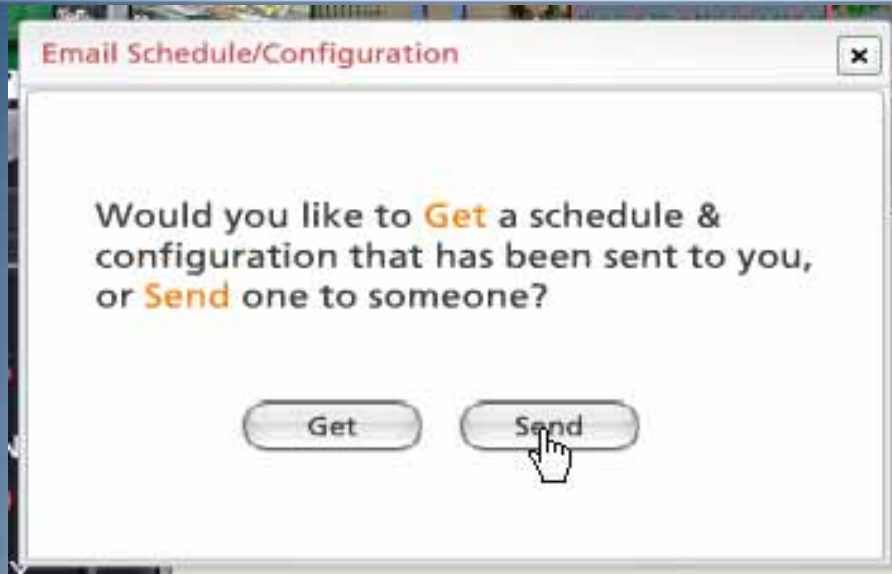 Email Schedule/Configuration
Would you like to Get a schedule &
configuration that has been sent to you,
or Send one to someone?
Get
Send